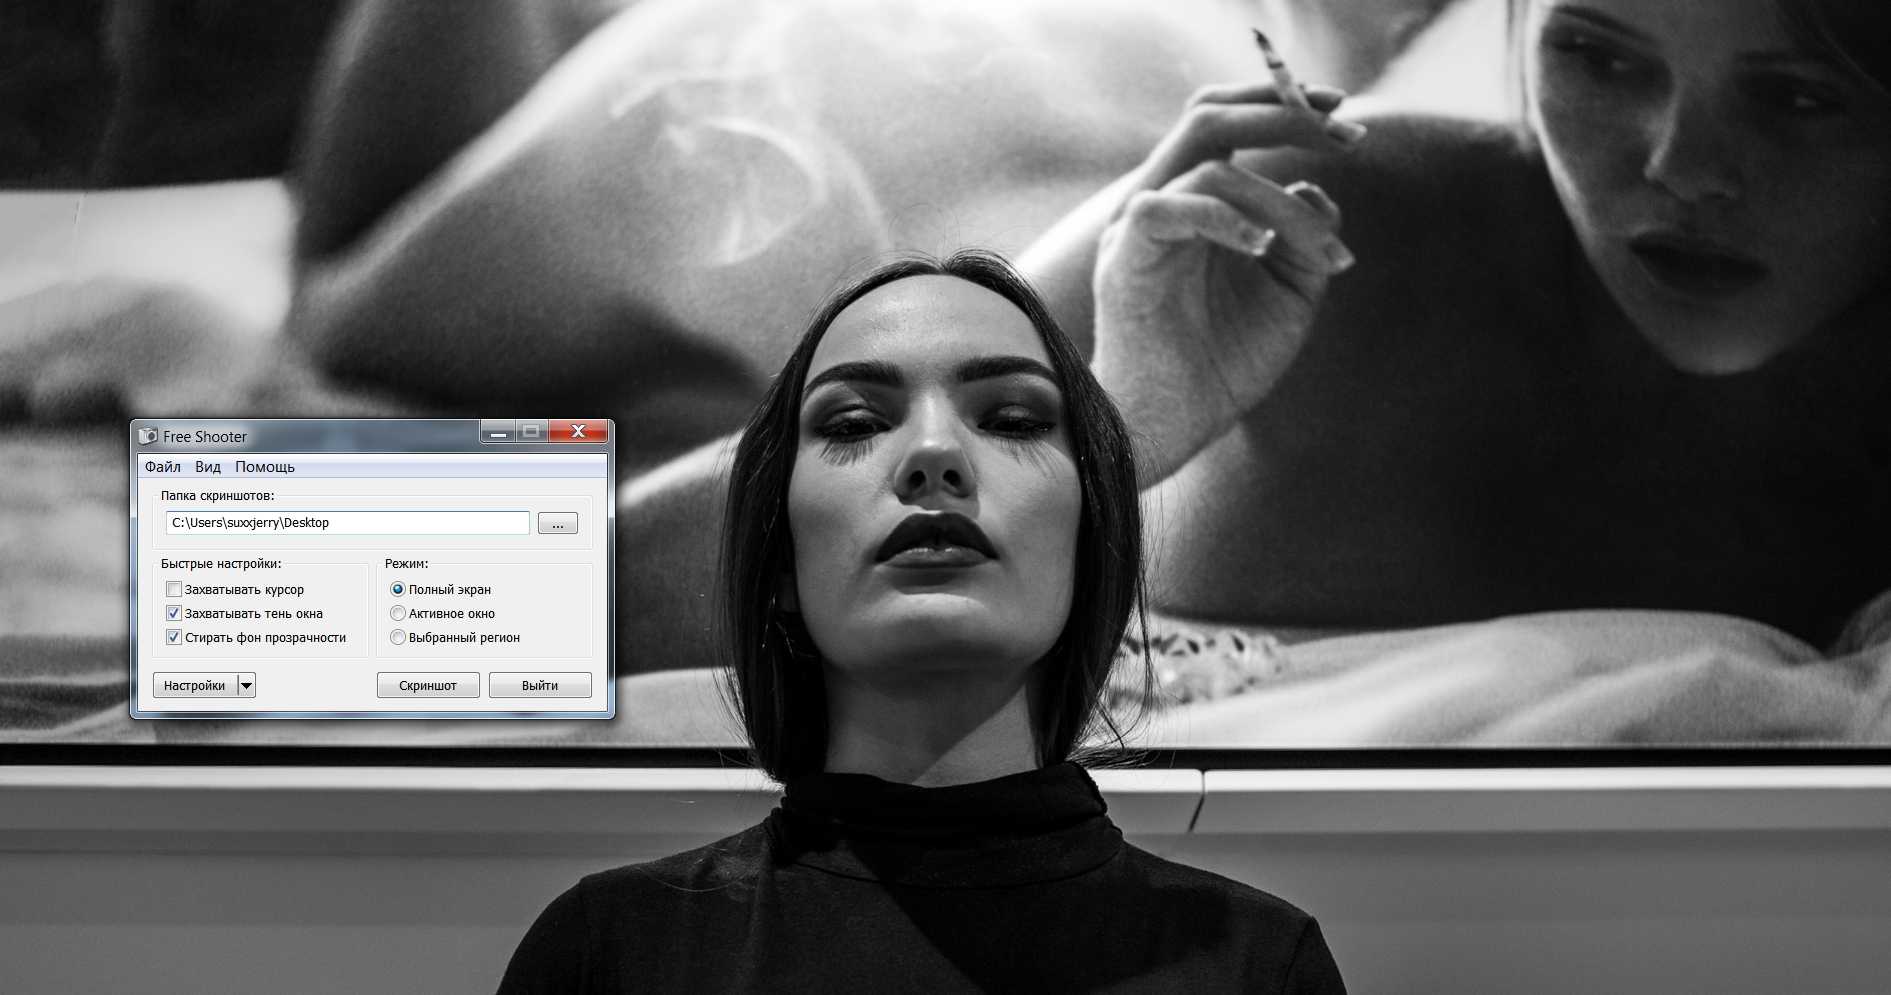 Free Shooter
Файл Вид Помощь
Папка скриншотов:
C:\Users\suxxjerry\Desktop
...
Быстрые настройки:
Захватывать курсор
Захватывать тень окна
Стирать фон прозрачности
Режим:
Полный экран
Активное окно
Выбранный регион
Настройки
Скриншот
Выйти